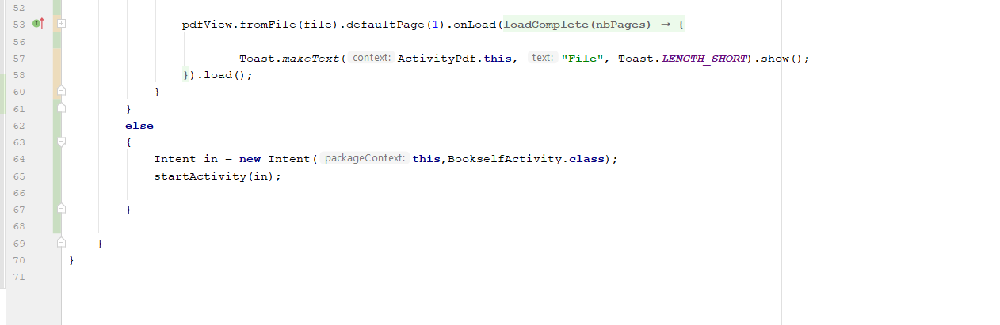 52
53 pdfView.fromFile(file).defaultPage(1).onLoad(loadComplete(nbPages) → {
56
57 Toast.makeText( context: ActivityPdf.this, text: "File", Toast.LENGTH_SHORT).show();
58 }).load();
60 }
61 }
62 else
63 {
64 Intent in = new Intent( packageContext: this,BookselfActivity.class);
65 startActivity(in);
66
67 }
68
69 }
70 }
71